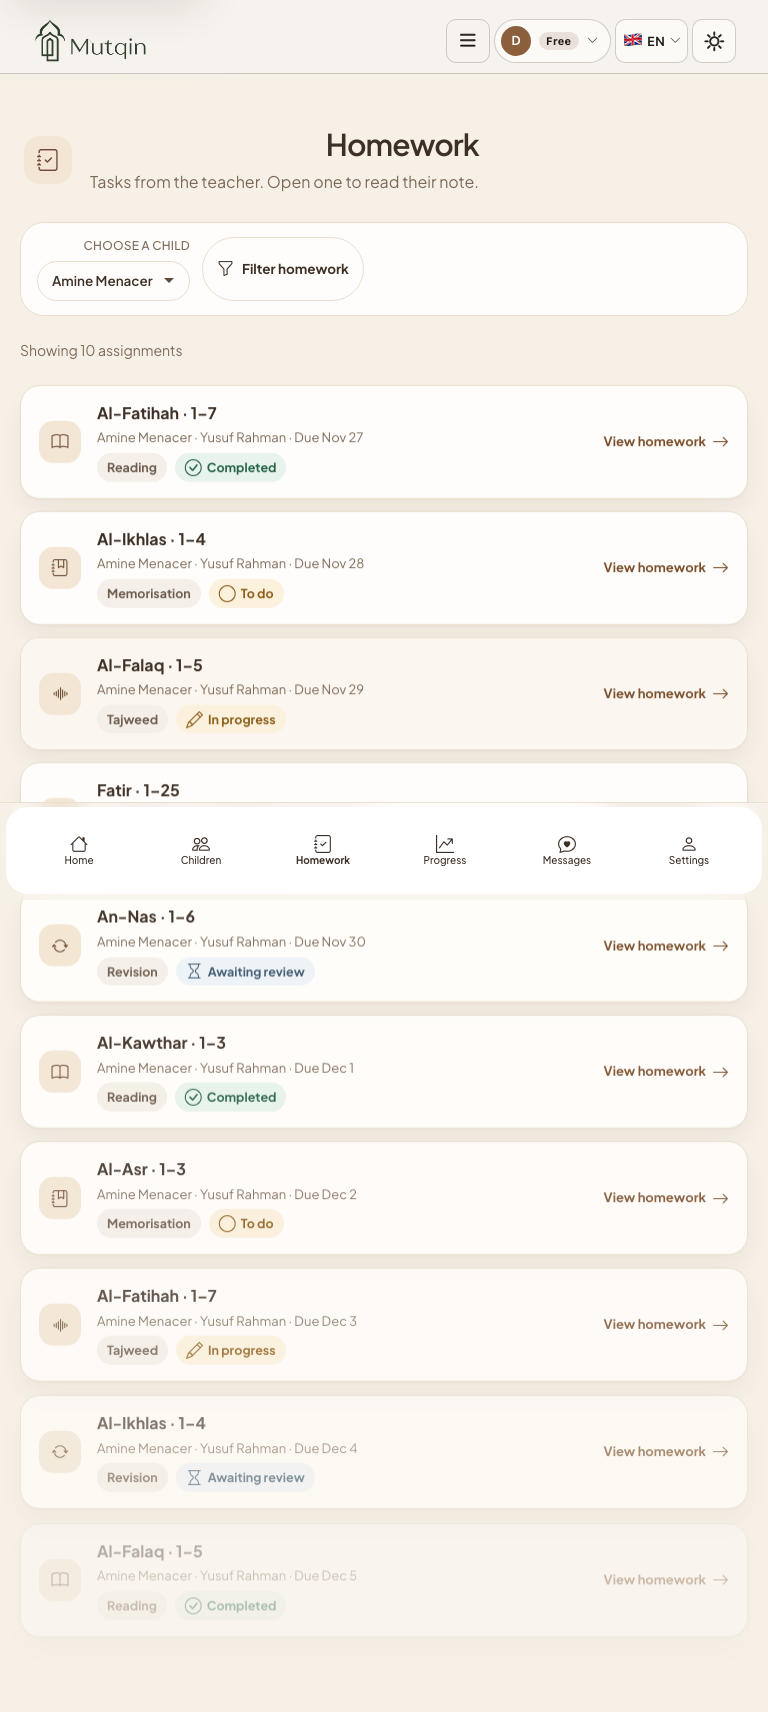 Mutqin
D Free EN
Homework
Tasks from the teacher. Open one to read their note.
CHOOSE A CHILD
Amine Menacer
Filter homework
Showing 10 assignments
Al-Fatihah · 1–7
Amine Menacer · Yusuf Rahman · Due Nov 27
Reading Completed
View homework →
Al-Ikhlas · 1–4
Amine Menacer · Yusuf Rahman · Due Nov 28
Memorisation To do
View homework →
Al-Falaq · 1–5
Amine Menacer · Yusuf Rahman · Due Nov 29
Tajweed In progress
View homework →
Fatir · 1–25
Home Children Homework Progress Messages Settings
An-Nas · 1–6
Amine Menacer · Yusuf Rahman · Due Nov 30
Revision Awaiting review
View homework →
Al-Kawthar · 1–3
Amine Menacer · Yusuf Rahman · Due Dec 1
Reading Completed
View homework →
Al-Asr · 1–3
Amine Menacer · Yusuf Rahman · Due Dec 2
Memorisation To do
View homework →
Al-Fatihah · 1–7
Amine Menacer · Yusuf Rahman · Due Dec 3
Tajweed In progress
View homework →
Al-Ikhlas · 1–4
Amine Menacer · Yusuf Rahman · Due Dec 4
Revision Awaiting review
View homework →
Al-Falaq · 1–5
Amine Menacer · Yusuf Rahman · Due Dec 5
Reading Completed
View homework →